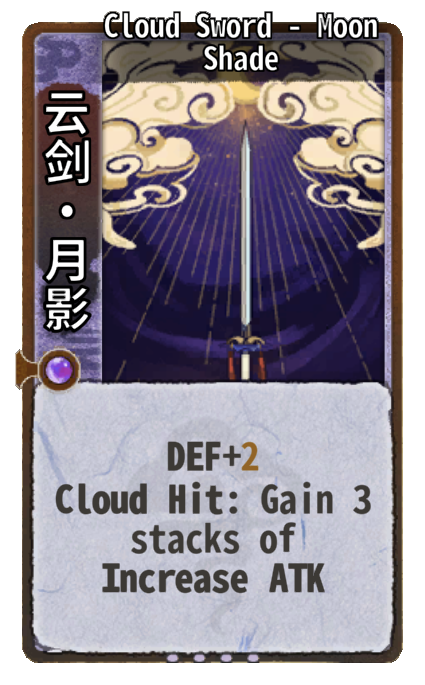 Cloud Sword - Moon
Shade
云剑·月影
DEF+2
Cloud Hit: Gain 3
stacks of
Increase ATK